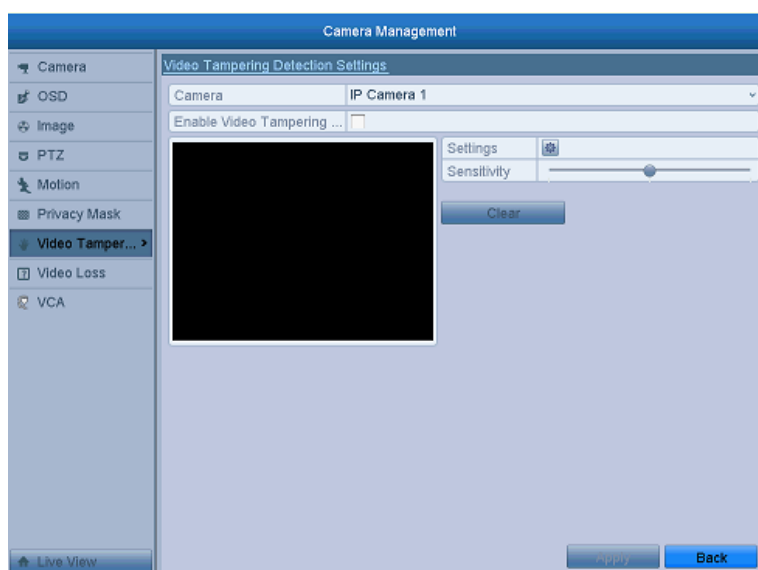 Camera Management
Camera
OSD
Image
PTZ
Motion
Privacy Mask
Video Tamper... >
Video Loss
VCA
Live View
Video Tampering Detection Settings
Camera IP Camera 1
Enable Video Tampering ...
Settings
Sensitivity
Clear
Apply
Back